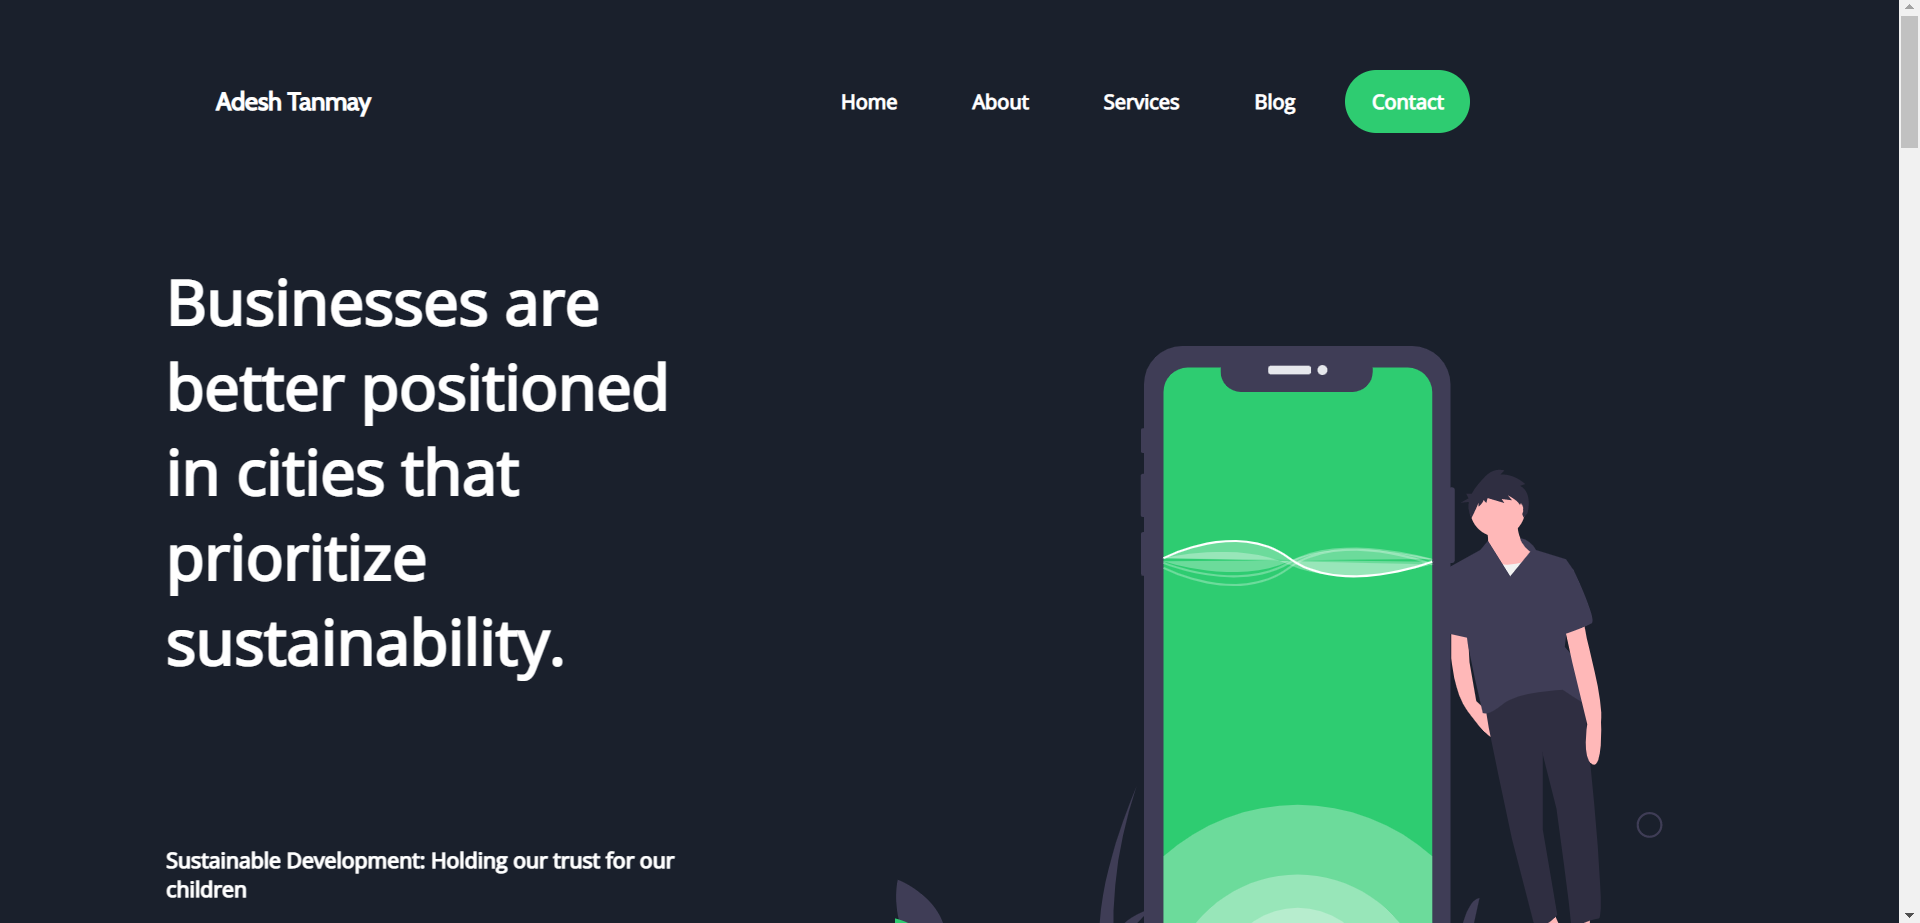 Adesh Tanmay
Home About Services Blog Contact
Businesses are
better positioned
in cities that
prioritize
sustainability.
Sustainable Development: Holding our trust for our
children